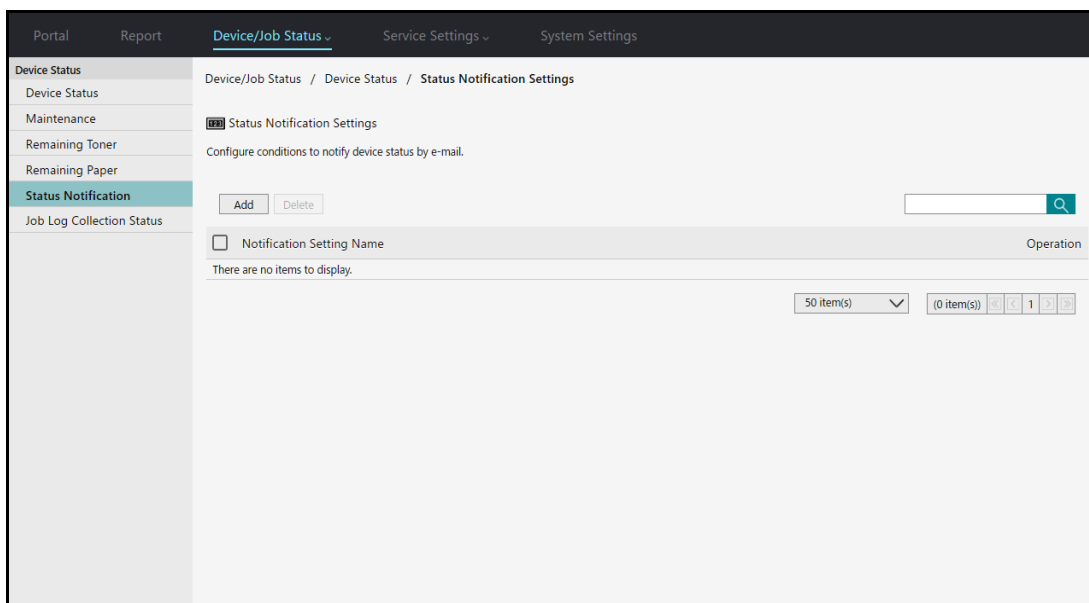 Portal Report Device/Job Status Service Settings System Settings
Device Status
Device Status
Maintenance
Remaining Toner
Remaining Paper
Status Notification
Job Log Collection Status
Device/Job Status / Device Status / Status Notification Settings
123 Status Notification Settings
Configure conditions to notify device status by e-mail.
Add Delete
Notification Setting Name Operation
There are no items to display.
50 item(s) (0 item(s)) 1